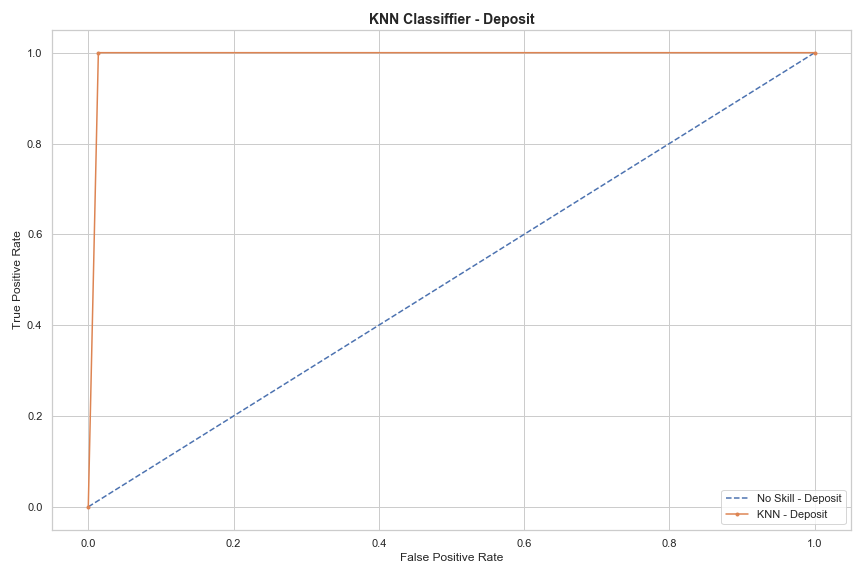 KNN Classiffier - Deposit
1.0
0.8
0.6
0.4
0.2
0.0
True Positive Rate
0.0 0.2 0.4 0.6 0.8 1.0
False Positive Rate
No Skill - Deposit
KNN - Deposit